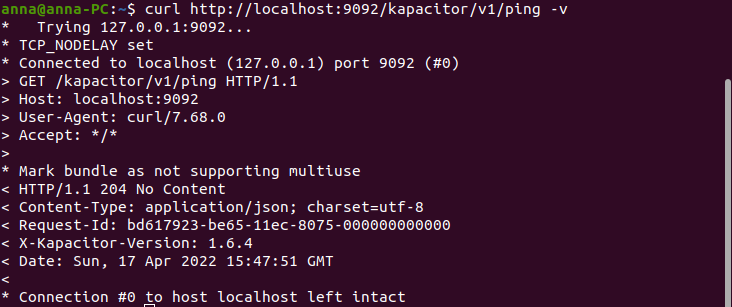 anna@anna-PC:~$ curl http://localhost:9092/kapacitor/v1/ping -v
*   Trying 127.0.0.1:9092...
* TCP_NODELAY set
* Connected to localhost (127.0.0.1) port 9092 (#0)
> GET /kapacitor/v1/ping HTTP/1.1
> Host: localhost:9092
> User-Agent: curl/7.68.0
> Accept: */*
>
* Mark bundle as not supporting multiuse
< HTTP/1.1 204 No Content
< Content-Type: application/json; charset=utf-8
< Request-Id: bd617923-be65-11ec-8075-000000000000
< X-Kapacitor-Version: 1.6.4
< Date: Sun, 17 Apr 2022 15:47:51 GMT
<
* Connection #0 to host localhost left intact